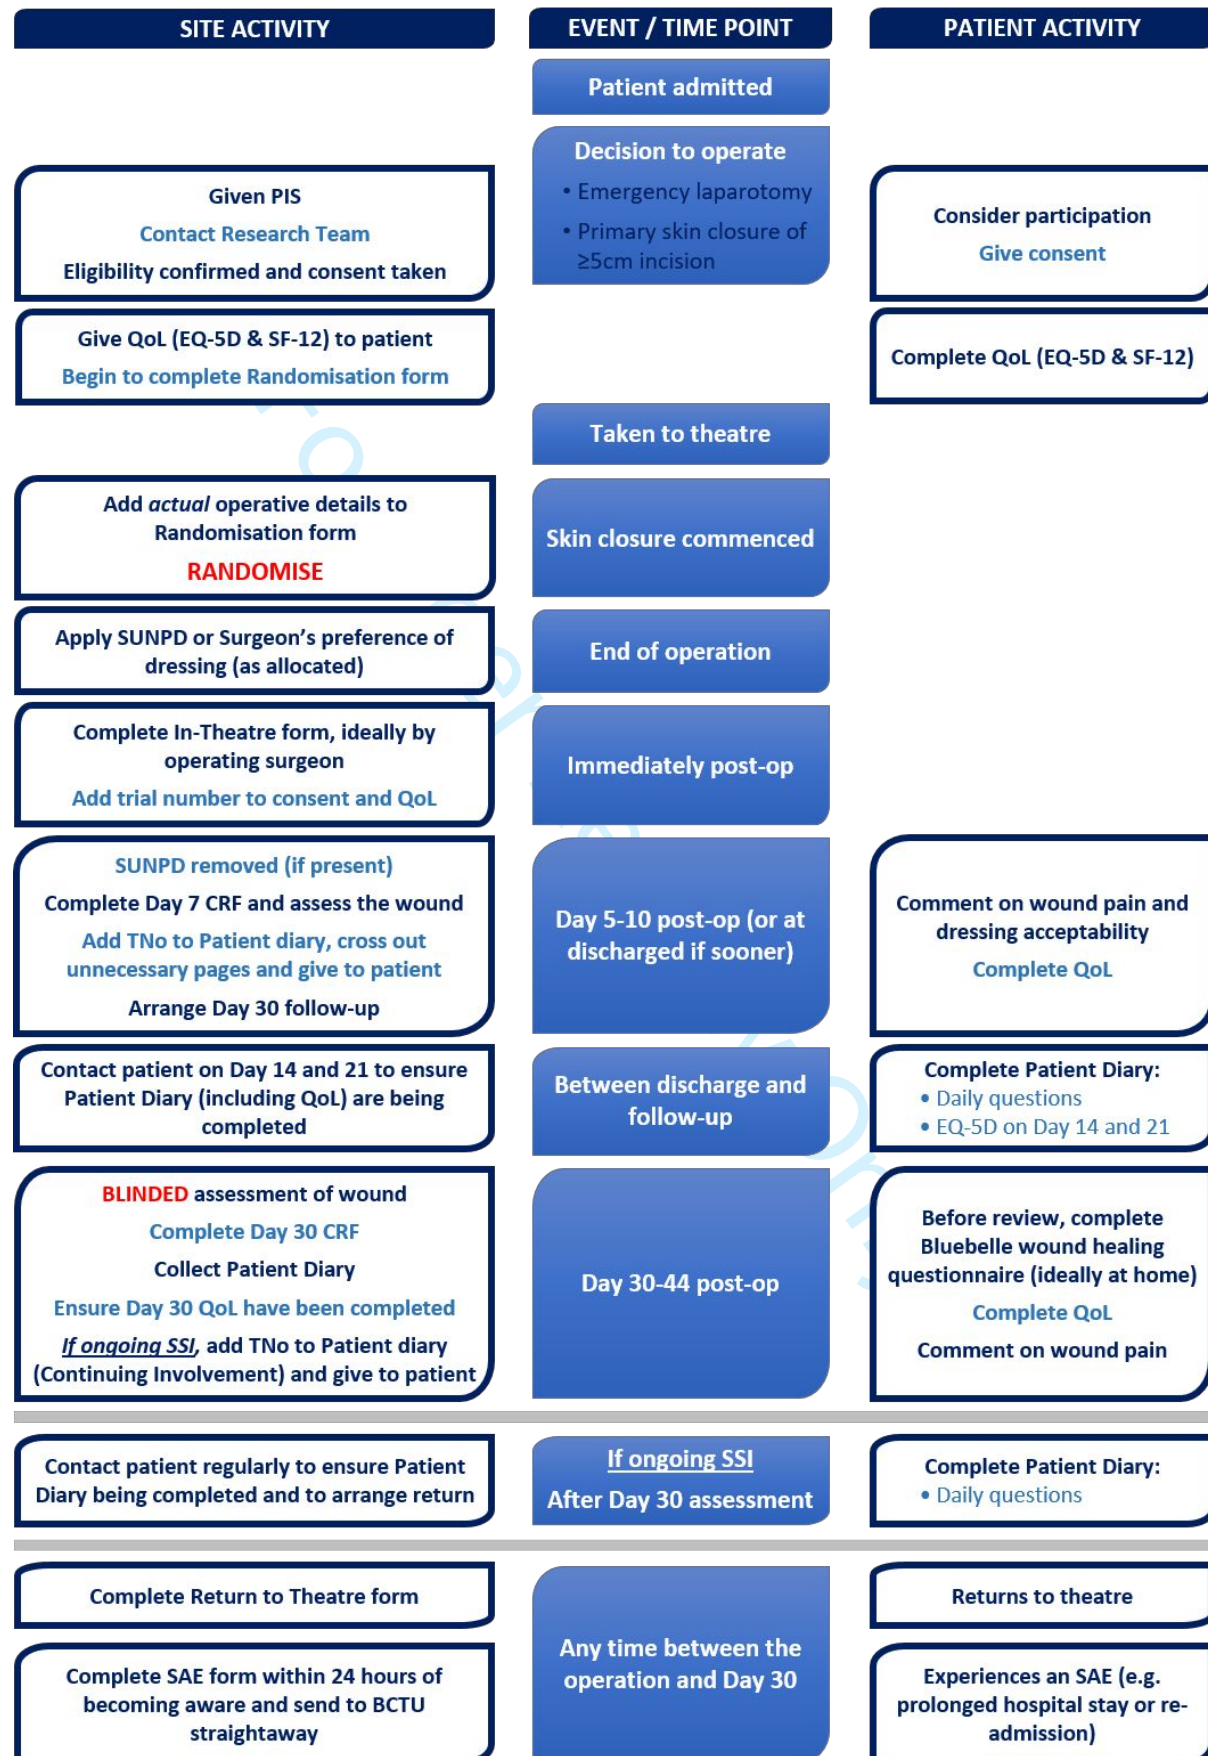 SITE ACTIVITY
EVENT / TIME POINT
PATIENT ACTIVITY
Patient admitted
Given PIS
Contact Research Team
Eligibility confirmed and consent taken
Decision to operate
• Emergency laparotomy
• Primary skin closure of
≥5cm incision
Consider participation
Give consent
Give QoL (EQ-5D & SF-12) to patient
Begin to complete Randomisation form
Complete QoL (EQ-5D & SF-12)
Taken to theatre
Add actual operative details to
Randomisation form
RANDOMISE
Skin closure commenced
Apply SUNPD or Surgeon's preference of
dressing (as allocated)
End of operation
Complete In-Theatre form, ideally by
operating surgeon
Add trial number to consent and QoL
Immediately post-op
SUNPD removed (if present)
Complete Day 7 CRF and assess the wound
Add TNo to Patient diary, cross out
unnecessary pages and give to patient
Arrange Day 30 follow-up
Day 5-10 post-op (or at
discharged if sooner)
Comment on wound pain and
dressing acceptability
Complete QoL
Contact patient on Day 14 and 21 to ensure
Patient Diary (including QoL) are being
completed
Between discharge and
follow-up
Complete Patient Diary:
• Daily questions
• EQ-5D on Day 14 and 21
BLINDED assessment of wound
Complete Day 30 CRF
Collect Patient Diary
Ensure Day 30 QoL have been completed
If ongoing SSI, add TNo to Patient diary
(Continuing Involvement) and give to patient
Day 30-44 post-op
Before review, complete
Bluebelle wound healing
questionnaire (ideally at home)
Complete QoL
Comment on wound pain
Contact patient regularly to ensure Patient
Diary being completed and to arrange return
If ongoing SSI
After Day 30 assessment
Complete Patient Diary:
• Daily questions
Complete Return to Theatre form
Complete SAE form within 24 hours of
becoming aware and send to BCTU
straightaway
Any time between the
operation and Day 30
Returns to theatre
Experiences an SAE (e.g.
prolonged hospital stay or re-
admission)